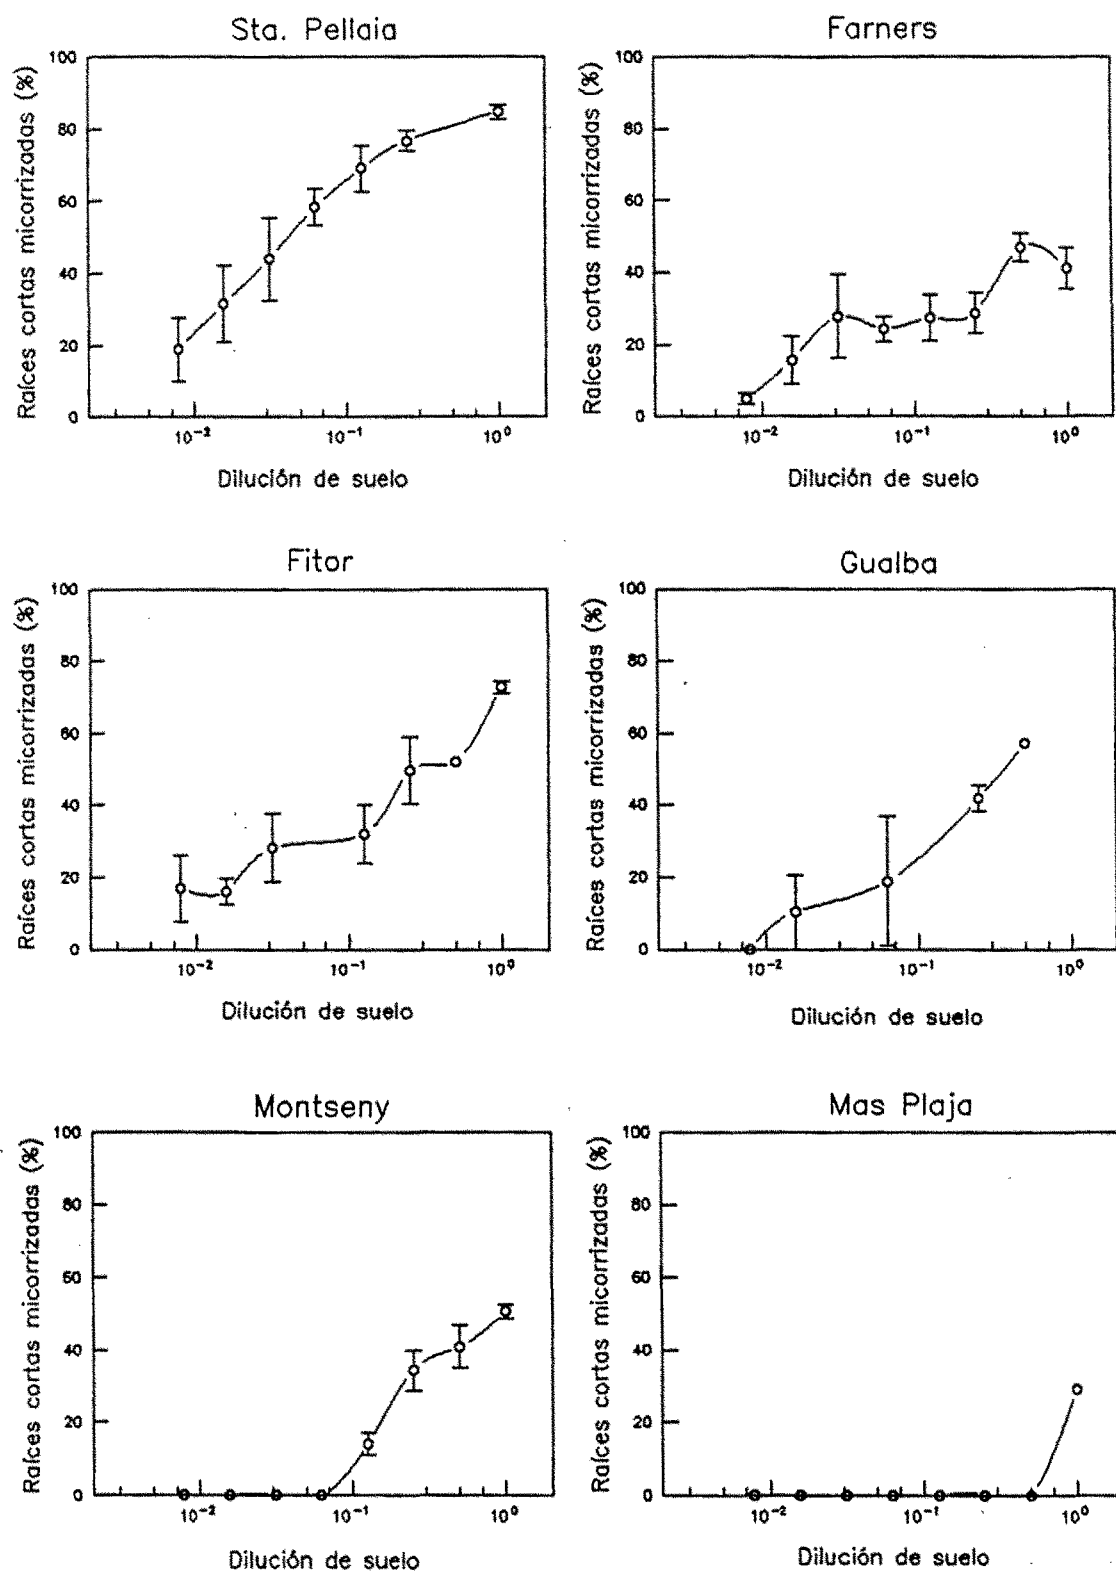 Sta. Pellaia
Raíces cortas micorrizadas (%)
100
80
60
40
20
0
10⁻² 10⁻¹ 10⁰
Dilución de suelo
Farners
Raíces cortas micorrizadas (%)
100
80
60
40
20
0
10⁻² 10⁻¹ 10⁰
Dilución de suelo
Fitor
Raíces cortas micorrizadas (%)
100
80
60
40
20
0
10⁻² 10⁻¹ 10⁰
Dilución de suelo
Gualba
Raíces cortas micorrizadas (%)
100
80
60
40
20
0
10⁻² 10⁻¹ 10⁰
Dilución de suelo
Montseny
Raíces cortas micorrizadas (%)
100
80
60
40
20
0
10⁻² 10⁻¹ 10⁰
Dilución de suelo
Mas Plaja
Raíces cortas micorrizadas (%)
100
80
60
40
20
0
10⁻² 10⁻¹ 10⁰
Dilución de suelo